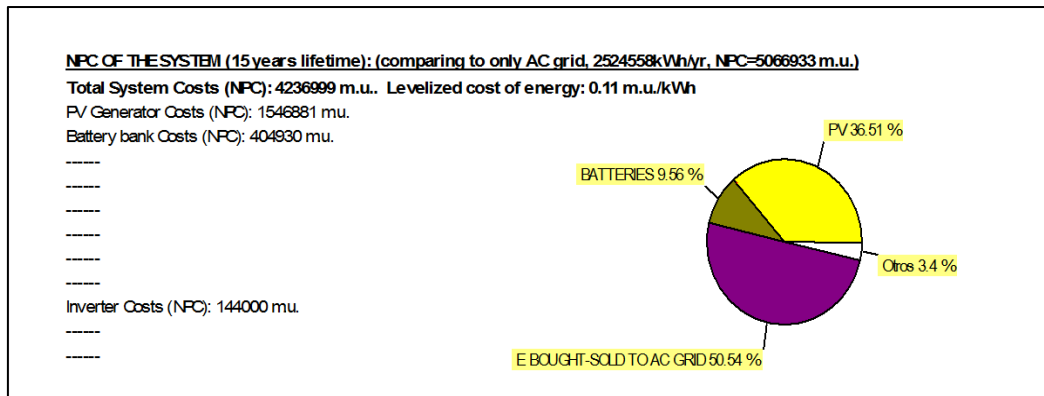 NPC OF THE SYSTEM (15 years lifetime): (comparing to only AC grid, 2524558kWh/yr, NPC=5066933 m.u.)
Total System Costs (NPC): 4236999 m.u.. Levelized cost of energy: 0.11 m.u./kWh
PV Generator Costs (NPC): 1546881 mu.
Battery bank Costs (NPC): 404930 mu.
------
------
------
------
------
------
Inverter Costs (NPC): 144000 mu.
------
------
PV 36.51 %
BATTERIES 9.56 %
Otros 3.4 %
E BOUGHT-SOLD TO AC GRID 50.54 %